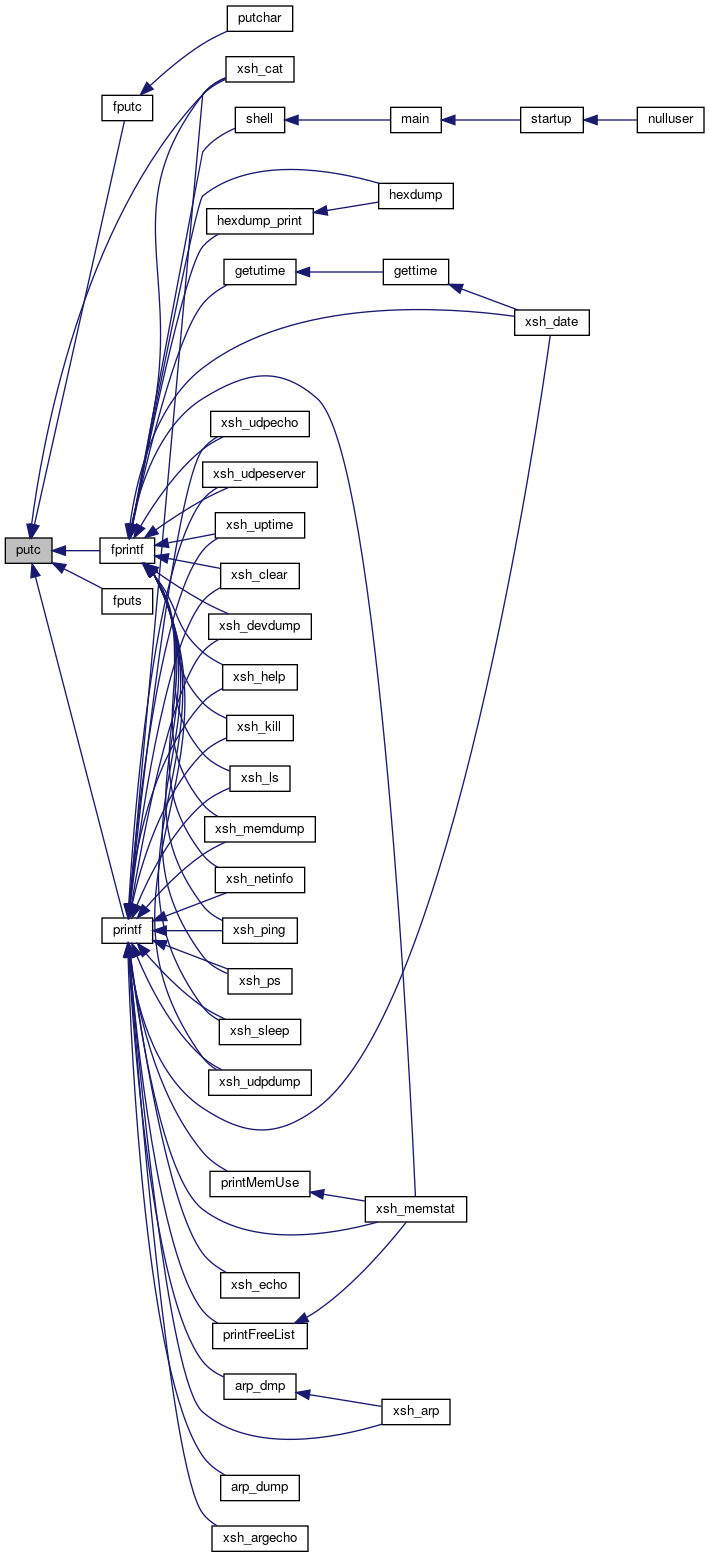 putchar
xsh_cat
fputc
shell
main
startup
nulluser
hexdump
hexdump_print
getutime
gettime
xsh_date
xsh_udpecho
xsh_udpeserver
xsh_uptime
putc
fprintf
xsh_clear
fputs
xsh_devdump
xsh_help
xsh_kill
xsh_ls
xsh_memdump
xsh_netinfo
printf
xsh_ping
xsh_ps
xsh_sleep
xsh_udpdump
printMemUse
xsh_memstat
xsh_echo
printFreeList
arp_dmp
xsh_arp
arp_dump
xsh_argecho